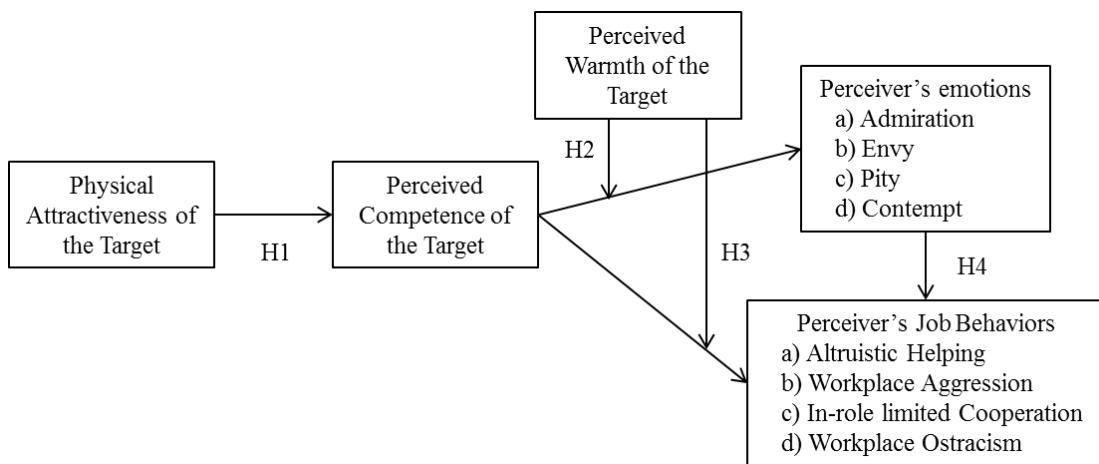 Physical
Attractiveness of
the Target
H1
Perceived
Competence of
the Target
Perceived
Warmth of the
Target
H2
H3
Perceiver’s emotions
a) Admiration
b) Envy
c) Pity
d) Contempt
H4
Perceiver’s Job Behaviors
a) Altruistic Helping
b) Workplace Aggression
c) In-role limited Cooperation
d) Workplace Ostracism